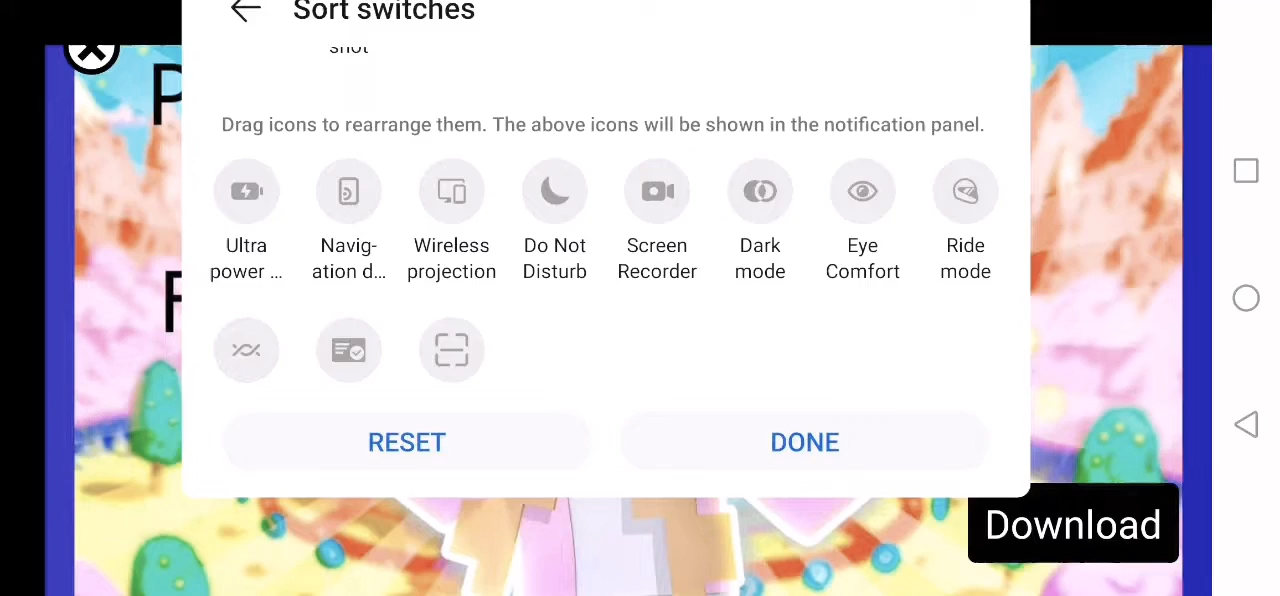 Sort switches
shot
Drag icons to rearrange them. The above icons will be shown in the notification panel.
Ultra power ...
Navig-ation d...
Wireless projection
Do Not Disturb
Screen Recorder
Dark mode
Eye Comfort
Ride mode
RESET
DONE
P
F
Download